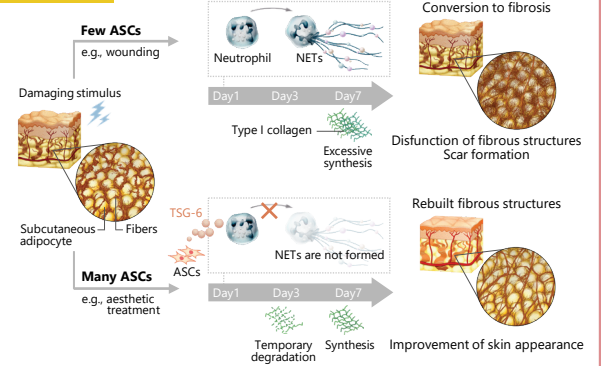 Few ASCs
e.g., wounding
Damaging stimulus
Subcutaneous
adipocyte
Fibers
Many ASCs
e.g., aesthetic
treatment
Neutrophil
NETs
Day1
Day3
Day7
Type I collagen
Excessive
synthesis
Conversion to fibrosis
Disfunction of fibrous structures
Scar formation
TSG-6
ASCs
NETs are not formed
Day1
Day3
Day7
Temporary
degradation
Synthesis
Rebuilt fibrous structures
Improvement of skin appearance